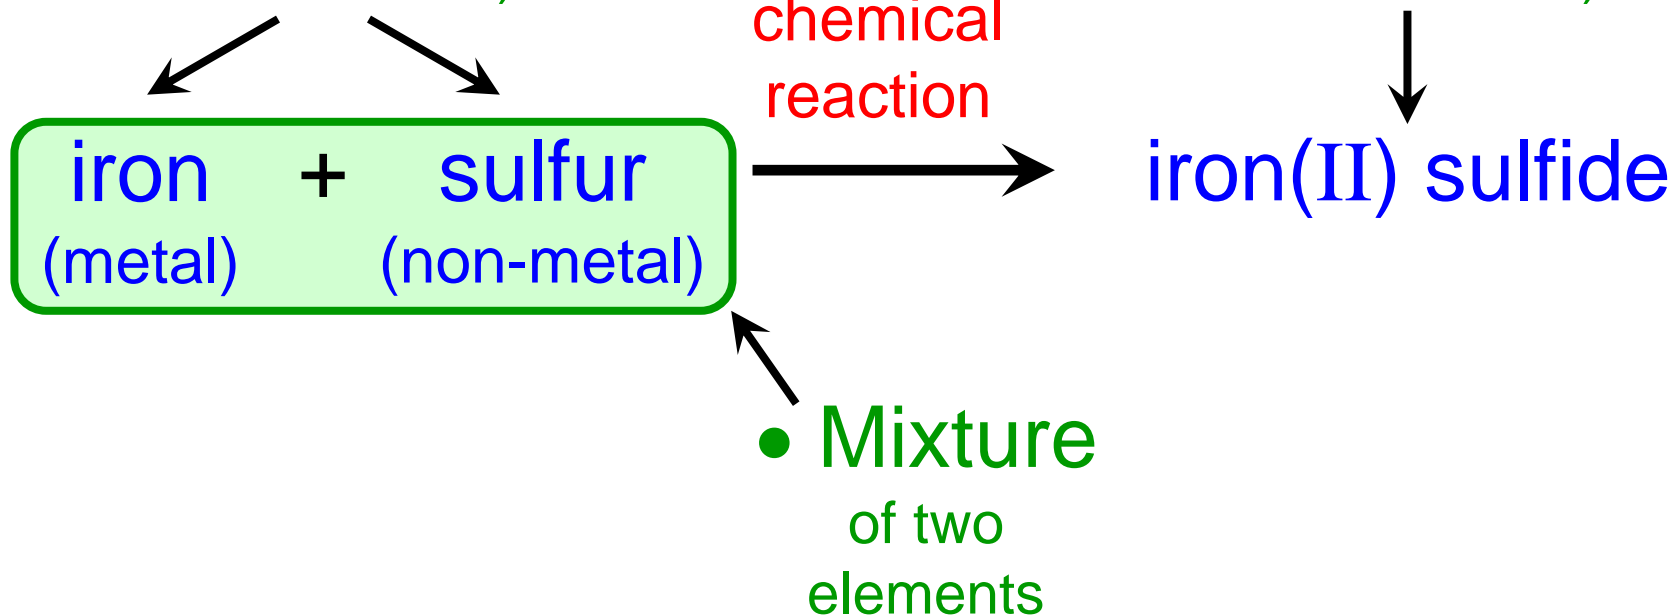 chemical
reaction
iron + sulfur iron(II) sulfide
(metal) (non-metal)
• Mixture
of two
elements